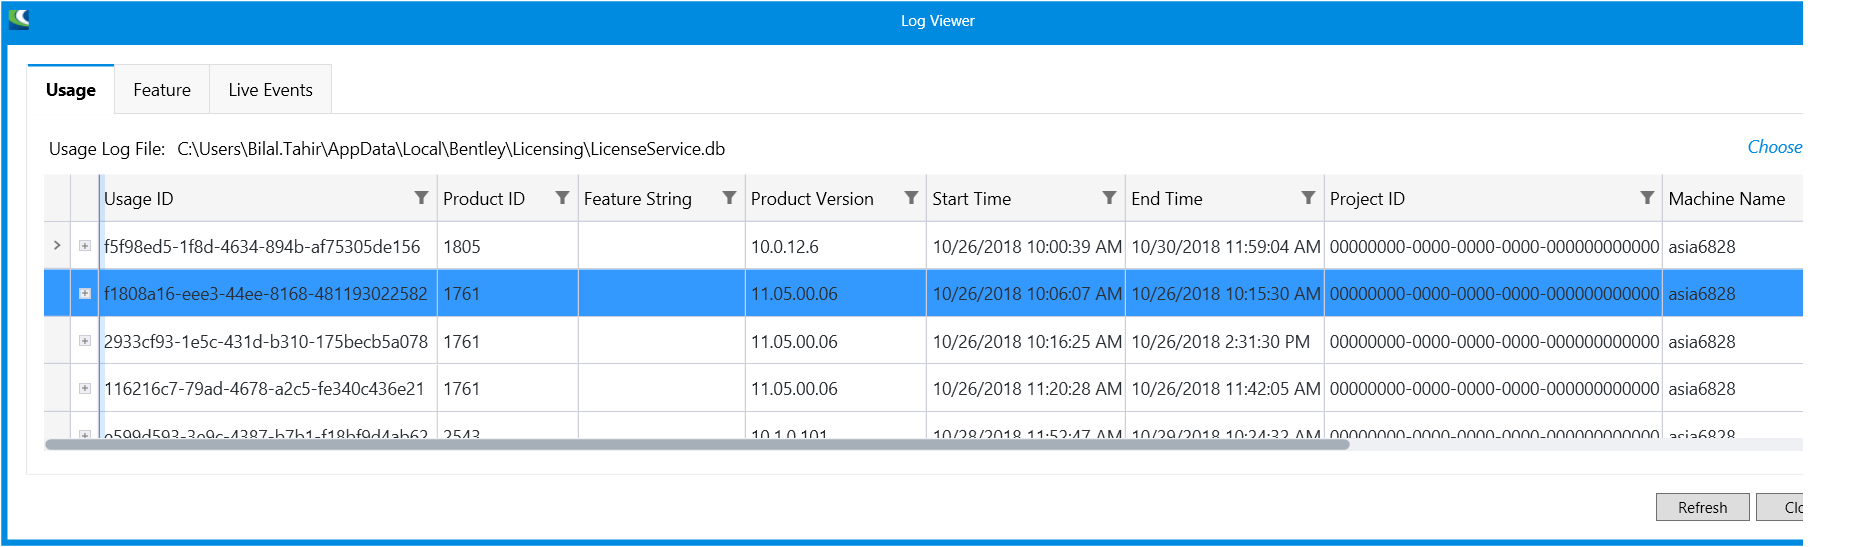 Log Viewer
Usage Feature Live Events
Usage Log File: C:\Users\Bilal.Tahir\AppData\Local\Bentley\Licensing\LicenseService.db Choose
Usage ID Product ID Feature String Product Version Start Time End Time Project ID Machine Name
f5f98ed5-1f8d-4634-894b-af75305de156 1805 10.0.12.6 10/26/2018 10:00:39 AM 10/30/2018 11:59:04 AM 00000000-0000-0000-0000-000000000000 asia6828
f1808a16-eee3-44ee-8168-481193022582 1761 11.05.00.06 10/26/2018 10:06:07 AM 10/26/2018 10:15:30 AM 00000000-0000-0000-0000-000000000000 asia6828
2933cf93-1e5c-431d-b310-175becb5a078 1761 11.05.00.06 10/26/2018 10:16:25 AM 10/26/2018 2:31:30 PM 00000000-0000-0000-0000-000000000000 asia6828
116216c7-79ad-4678-a2c5-fe340c436e21 1761 11.05.00.06 10/26/2018 11:20:28 AM 10/26/2018 11:42:05 AM 00000000-0000-0000-0000-000000000000 asia6828
2543 10.1.0.101 10/28/2018 11:52:47 AM 10/29/2018 10:24:32 AM 00000000-0000-0000-0000-000000000000 asia6828
Refresh Clo